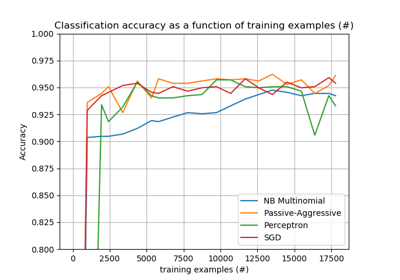 Classification accuracy as a function of training examples (#)
1.000
0.975
0.950
0.925
0.900
0.875
0.850
0.825
0.800
Accuracy
NB Multinomial
Passive-Aggressive
Perceptron
SGD
0 2500 5000 7500 10000 12500 15000 17500
training examples (#)